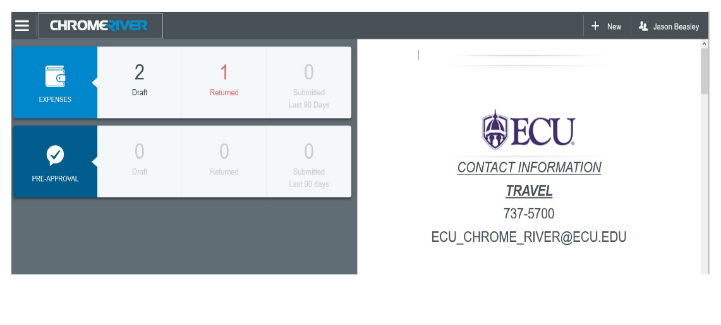 CHROMERIVER
+ New
Jason Beasley
EXPENSES
2
Draft
1
Returned
0
Submitted
Last 90 Days
PRE-APPROVAL
0
Draft
0
Returned
0
Submitted
Last 90 days
ECU
CONTACT INFORMATION
TRAVEL
737-5700
ECU_CHROME_RIVER@ECU.EDU